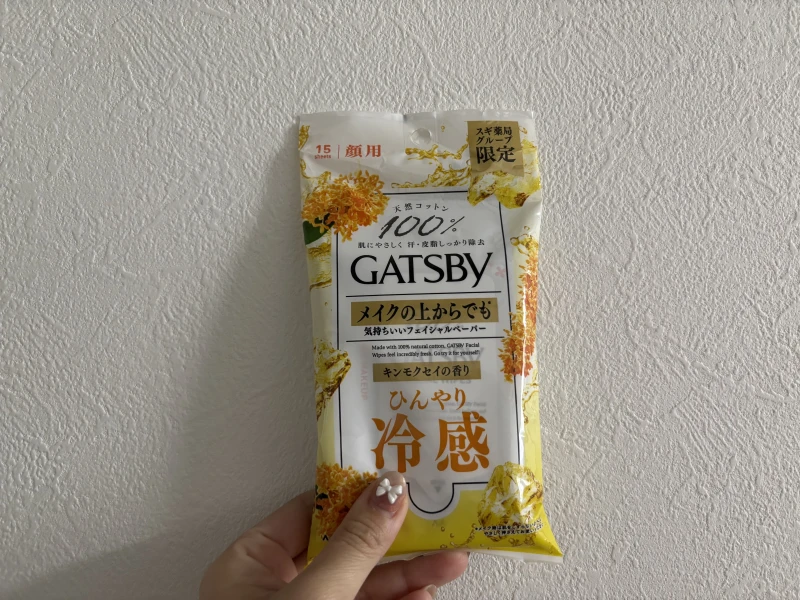 15
sheets
顔用
スギ薬局
グループ
限定
天然コットン
100%
肌にやさしく 汗・皮脂しっかり除去
GATSBY
メイクの上からでも
気持ちいいフェイシャルペーパー
Made with 100% natural cotton, GATSBY Facial
Wipes feel incredibly fresh. Go try it for yourself!
キンモクセイの香り
ひんやり
冷感